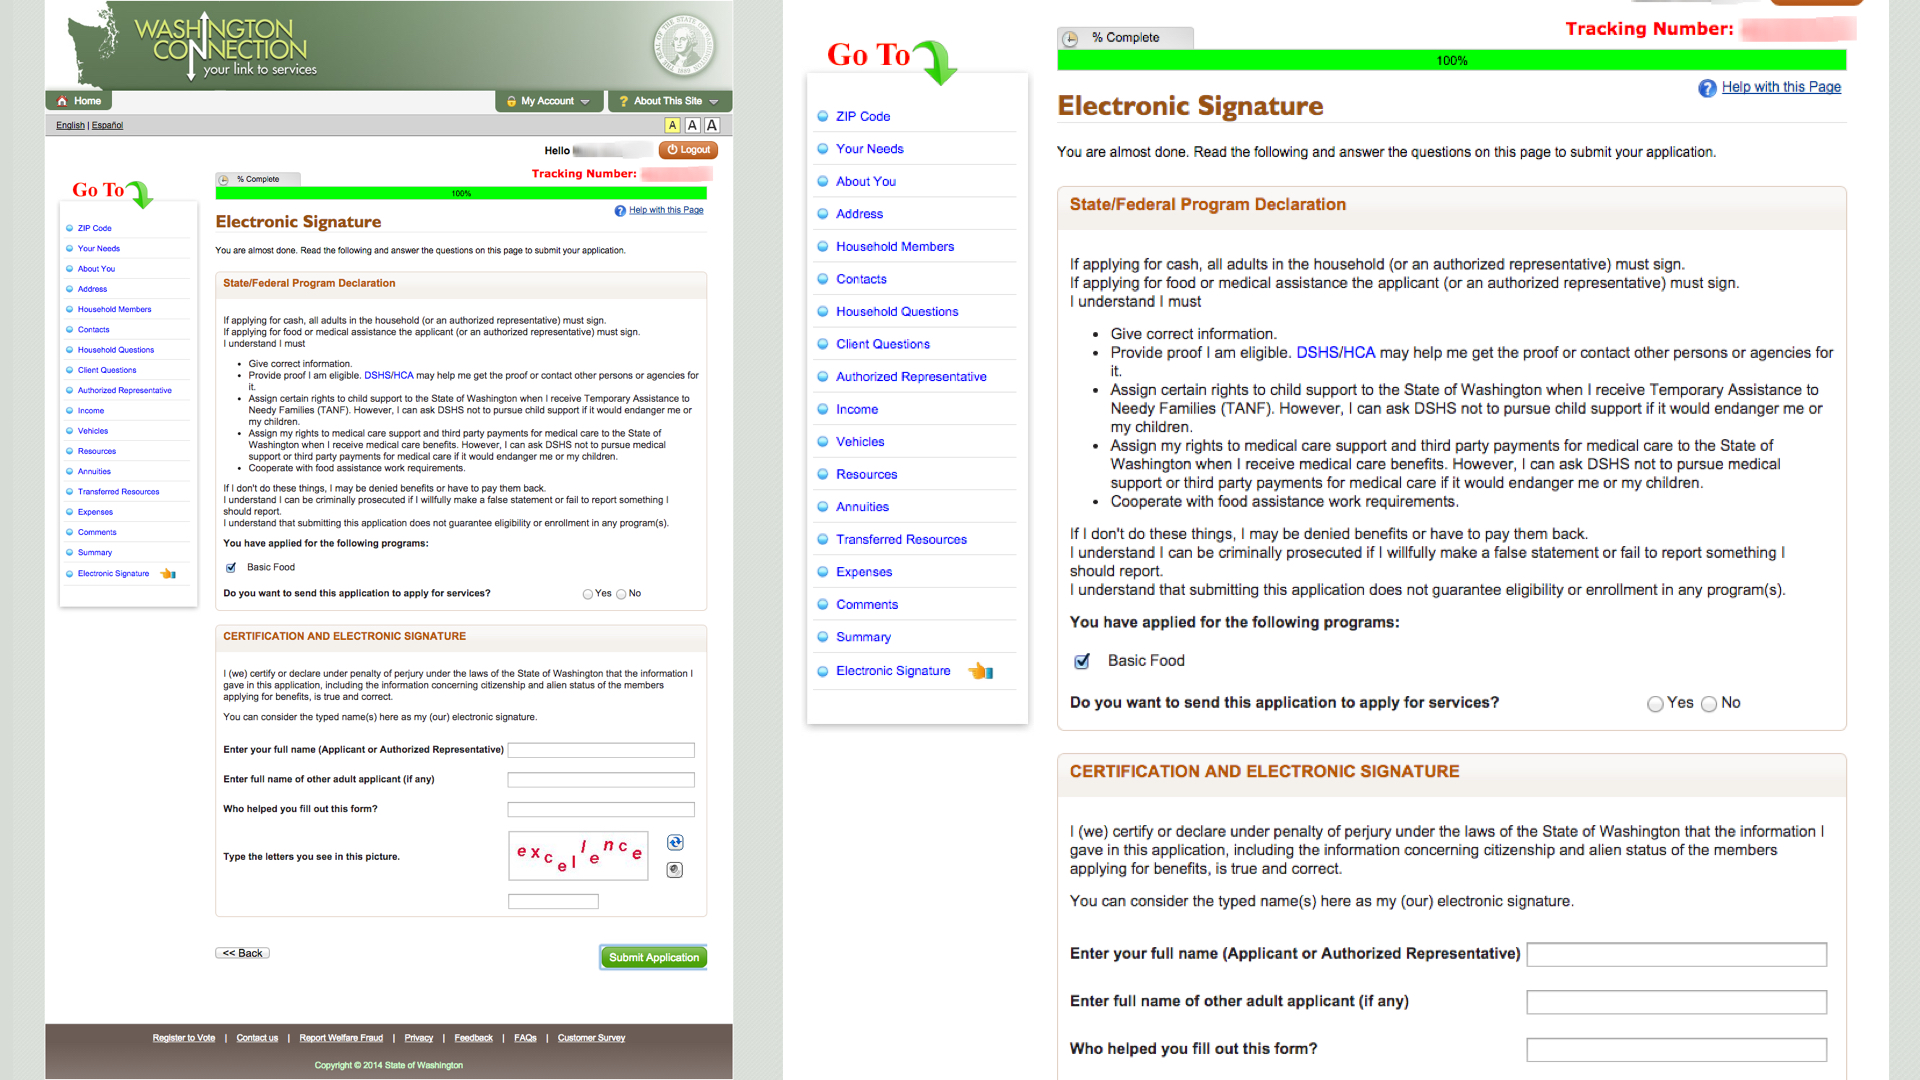 WASHINGTON
CONNECTION
your link to services
Home
My Account
About This Site
English | Español
A A A
Hello
Logout
Tracking Number:
Go To
% Complete
100%
Help with this Page
Electronic Signature
You are almost done. Read the following and answer the questions on this page to submit your application.
ZIP Code
Your Needs
About You
Address
Household Members
Contacts
Household Questions
Client Questions
Authorized Representative
Income
Vehicles
Resources
Annuities
Transferred Resources
Expenses
Comments
Summary
Electronic Signature
State/Federal Program Declaration
If applying for cash, all adults in the household (or an authorized representative) must sign.
If applying for food or medical assistance the applicant (or an authorized representative) must sign.
I understand I must
• Give correct information.
• Provide proof I am eligible. DSHS/HCA may help me get the proof or contact other persons or agencies for
it.
• Assign certain rights to child support to the State of Washington when I receive Temporary Assistance to
Needy Families (TANF). However, I can ask DSHS not to pursue child support if it would endanger me or
my children.
• Assign my rights to medical care support and third party payments for medical care to the State of
Washington when I receive medical care benefits. However, I can ask DSHS not to pursue medical
support or third party payments for medical care if it would endanger me or my children.
• Cooperate with food assistance work requirements.
If I don't do these things, I may be denied benefits or have to pay them back.
I understand I can be criminally prosecuted if I willfully make a false statement or fail to report something I
should report.
I understand that submitting this application does not guarantee eligibility or enrollment in any program(s).
You have applied for the following programs:
Basic Food
Do you want to send this application to apply for services? Yes No
CERTIFICATION AND ELECTRONIC SIGNATURE
I (we) certify or declare under penalty of perjury under the laws of the State of Washington that the information I
gave in this application, including the information concerning citizenship and alien status of the members
applying for benefits, is true and correct.
You can consider the typed name(s) here as my (our) electronic signature.
Enter your full name (Applicant or Authorized Representative)
Enter full name of other adult applicant (if any)
Who helped you fill out this form?
Type the letters you see in this picture.
excellence
<< Back
Submit Application
Register to Vote | Contact us | Report Welfare Fraud | Privacy | Feedback | FAQs | Customer Survey
Copyright © 2014 State of Washington
Tracking Number:
Go To
% Complete
100%
Help with this Page
Electronic Signature
You are almost done. Read the following and answer the questions on this page to submit your application.
ZIP Code
Your Needs
About You
Address
Household Members
Contacts
Household Questions
Client Questions
Authorized Representative
Income
Vehicles
Resources
Annuities
Transferred Resources
Expenses
Comments
Summary
Electronic Signature
State/Federal Program Declaration
If applying for cash, all adults in the household (or an authorized representative) must sign.
If applying for food or medical assistance the applicant (or an authorized representative) must sign.
I understand I must
• Give correct information.
• Provide proof I am eligible. DSHS/HCA may help me get the proof or contact other persons or agencies for
it.
• Assign certain rights to child support to the State of Washington when I receive Temporary Assistance to
Needy Families (TANF). However, I can ask DSHS not to pursue child support if it would endanger me or
my children.
• Assign my rights to medical care support and third party payments for medical care to the State of
Washington when I receive medical care benefits. However, I can ask DSHS not to pursue medical
support or third party payments for medical care if it would endanger me or my children.
• Cooperate with food assistance work requirements.
If I don't do these things, I may be denied benefits or have to pay them back.
I understand I can be criminally prosecuted if I willfully make a false statement or fail to report something I
should report.
I understand that submitting this application does not guarantee eligibility or enrollment in any program(s).
You have applied for the following programs:
Basic Food
Do you want to send this application to apply for services? Yes No
CERTIFICATION AND ELECTRONIC SIGNATURE
I (we) certify or declare under penalty of perjury under the laws of the State of Washington that the information I
gave in this application, including the information concerning citizenship and alien status of the members
applying for benefits, is true and correct.
You can consider the typed name(s) here as my (our) electronic signature.
Enter your full name (Applicant or Authorized Representative)
Enter full name of other adult applicant (if any)
Who helped you fill out this form?